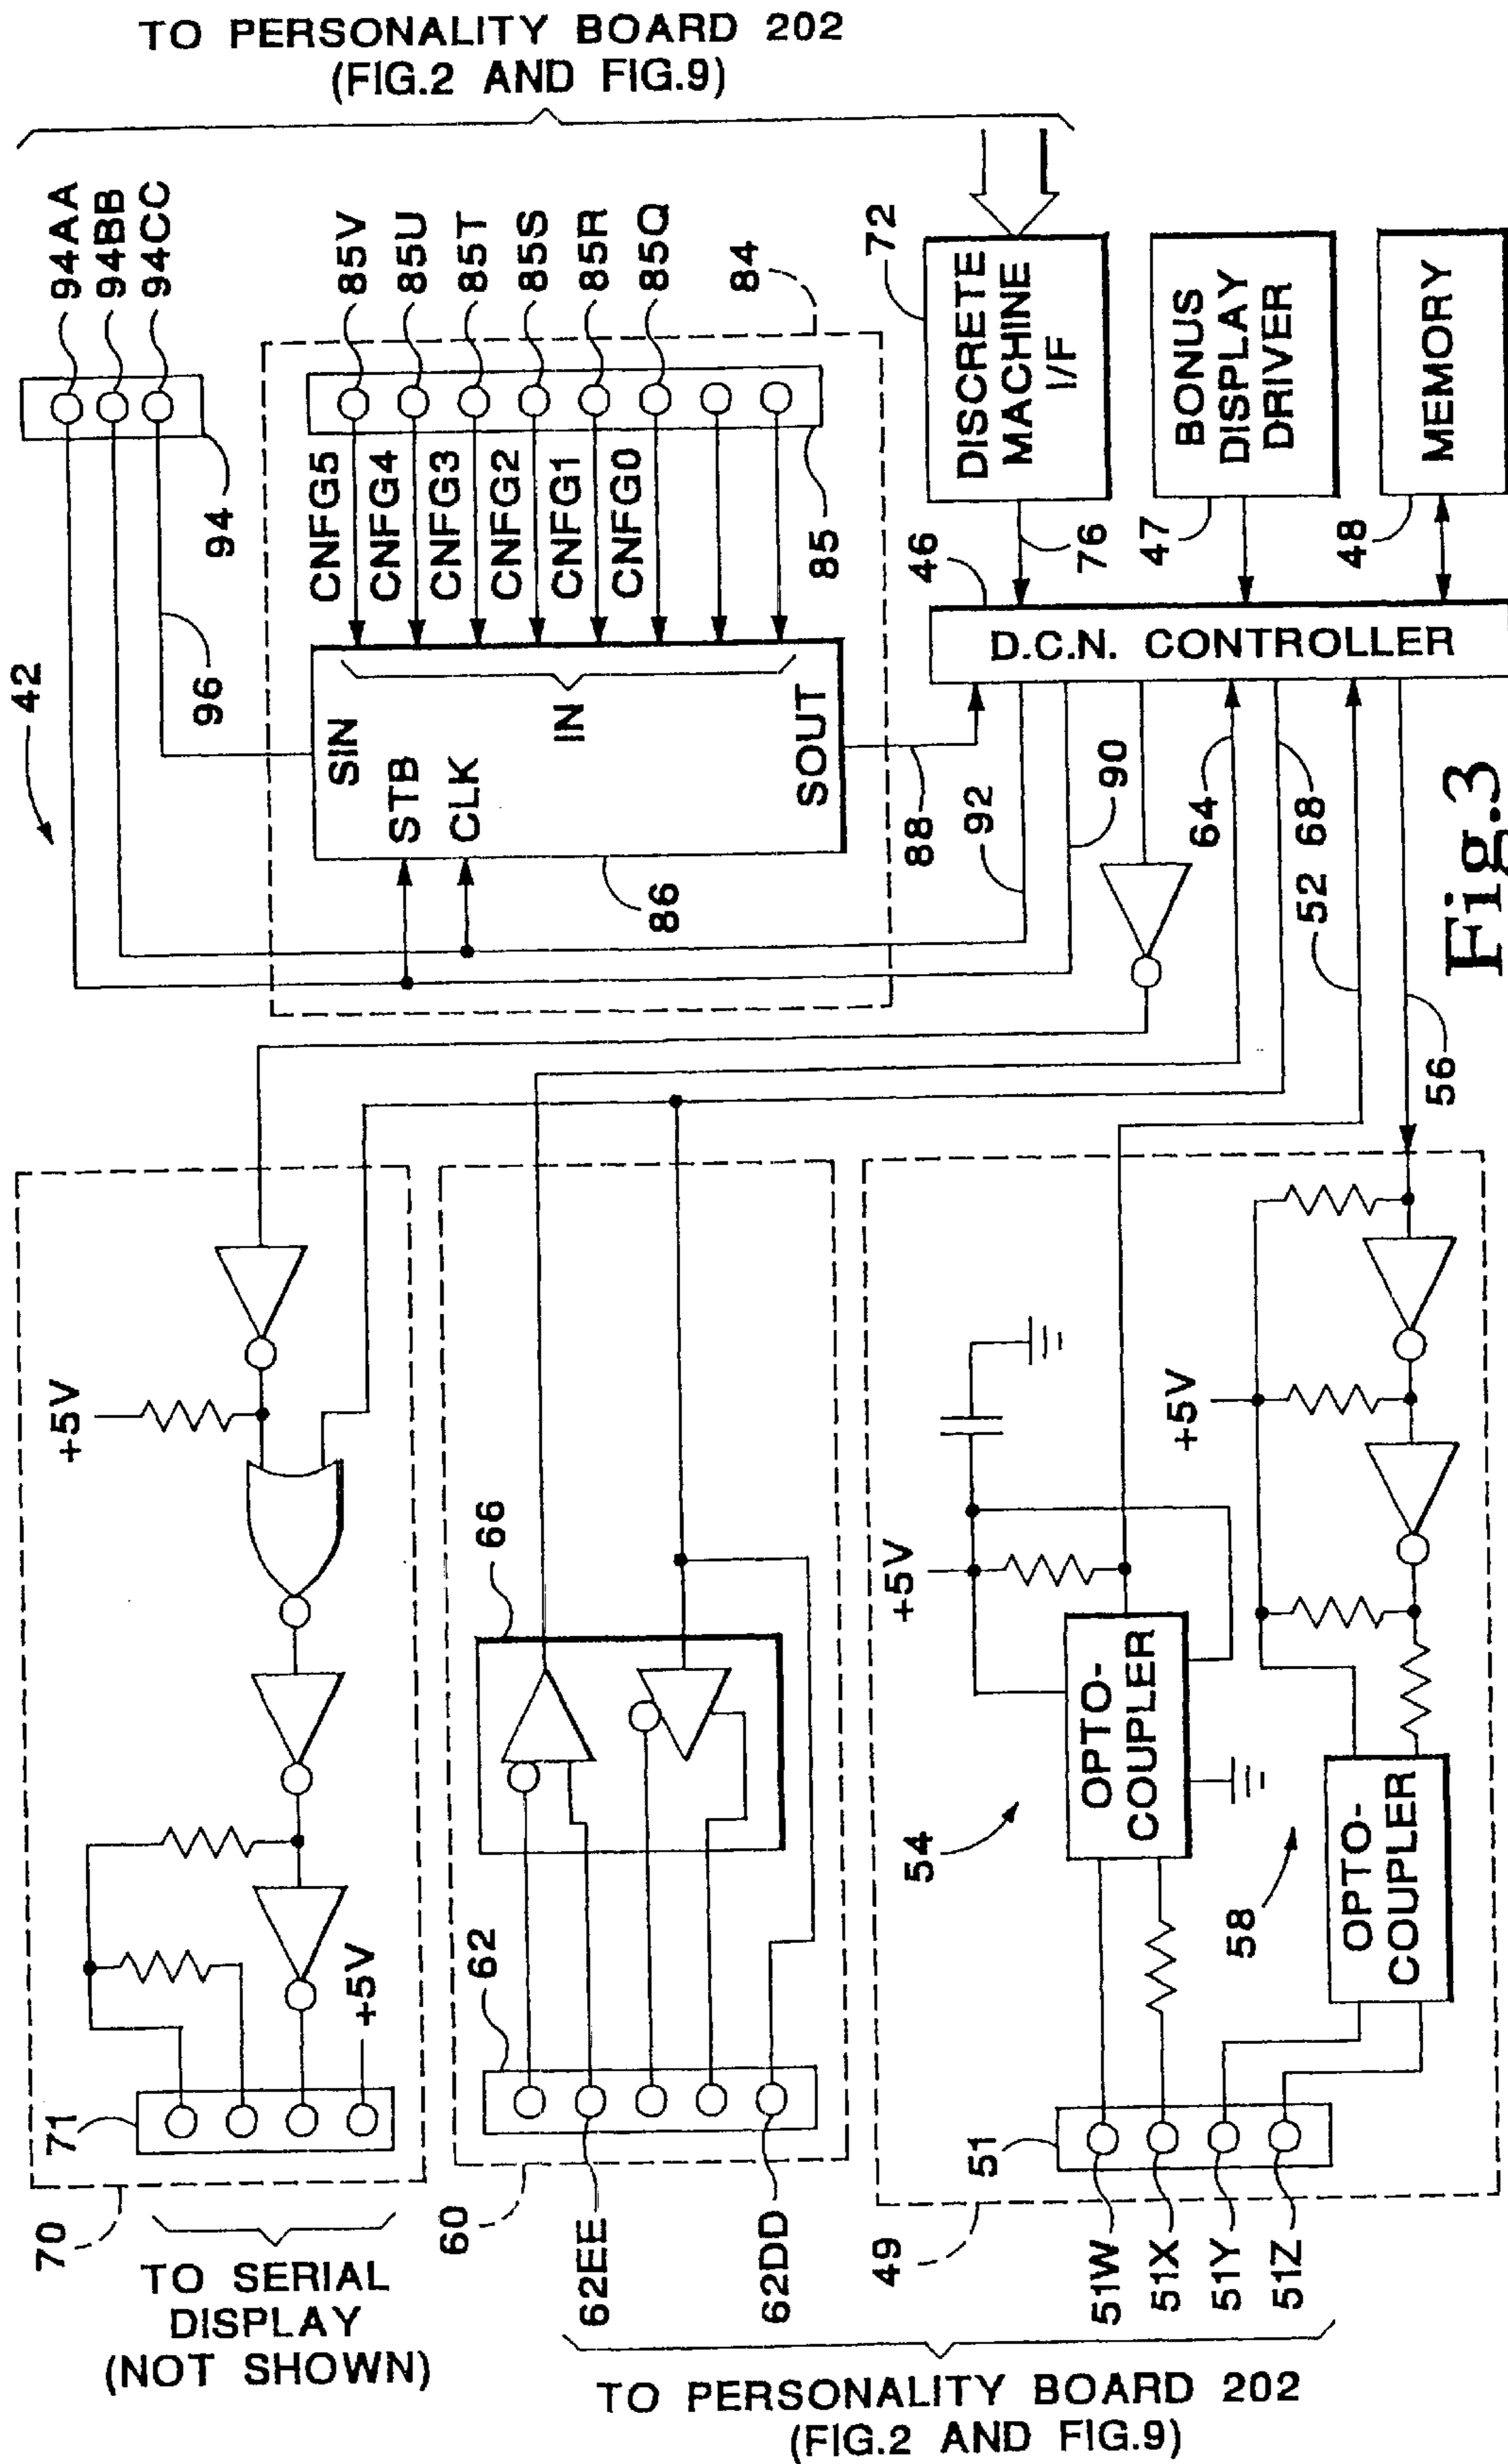 TO PERSONALITY BOARD 202
(FIG.2 AND FIG.9)
42
94AA
94BB
94CC
94
96
85V
85U
85T
85S
85R
85Q
84
CNFG5
CNFG4
CNFG3
CNFG2
CNFG1
CNFG0
85
SIN
STB
CLK
IN
SOUT
86
88
72
DISCRETE
MACHINE
I/F
76
46
47
BONUS
DISPLAY
DRIVER
48
MEMORY
D.C.N. CONTROLLER
92
90
64
68
52
56
+5V
+5V
71
70
TO SERIAL
DISPLAY
(NOT SHOWN)
66
62
60
62EE
62DD
+5V
+5V
OPTO-
COUPLER
54
OPTO-
COUPLER
58
51
49
51W
51X
51Y
51Z
TO PERSONALITY BOARD 202
(FIG.2 AND FIG.9)
Fig.3